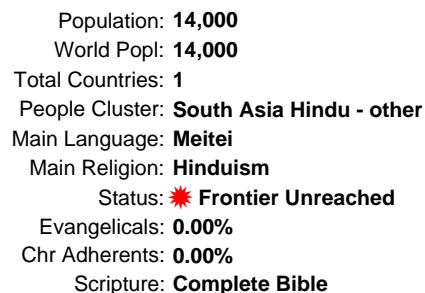 Population: 14,000
World Popl: 14,000
Total Countries: 1
People Cluster: South Asia Hindu - other
Main Language: Meitei
Main Religion: Hinduism
Status: Frontier Unreached
Evangelicals: 0.00%
Chr Adherents: 0.00%
Scripture: Complete Bible